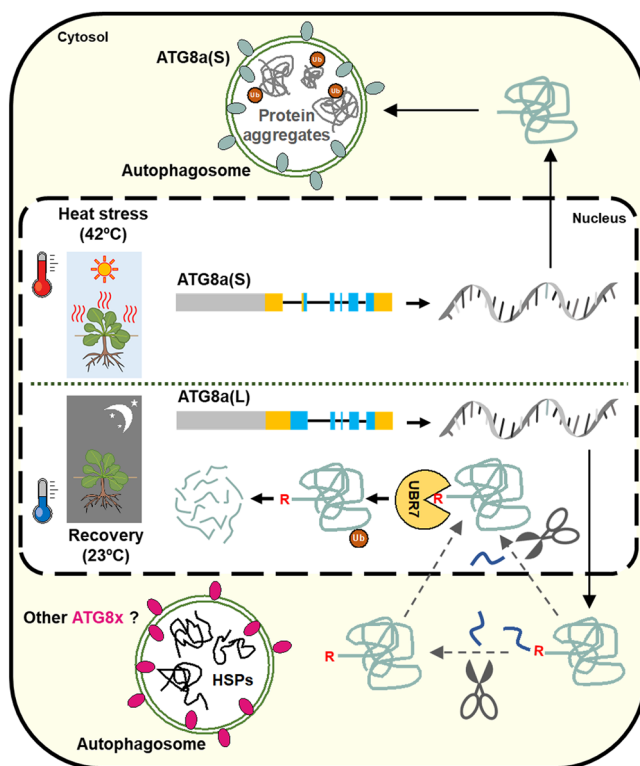 Cytosol
ATG8a(S)
Ub
Ub
Ub
Protein
aggregates
Autophagosome
Nucleus
Heat stress
(42ºC)
ATG8a(S)
ATG8a(L)
R
Ub
UBR7
R
Recovery
(23ºC)
Other ATG8x ?
HSPs
R
R
Autophagosome